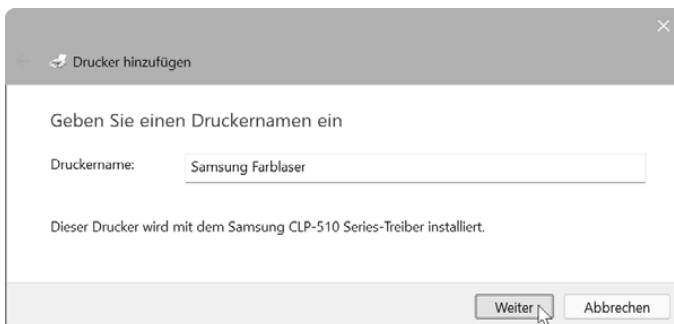 Drucker hinzufügen
Geben Sie einen Druckernamen ein
Druckername: Samsung Farblaser
Dieser Drucker wird mit dem Samsung CLP-510 Series-Treiber installiert.
Weiter Abbrechen